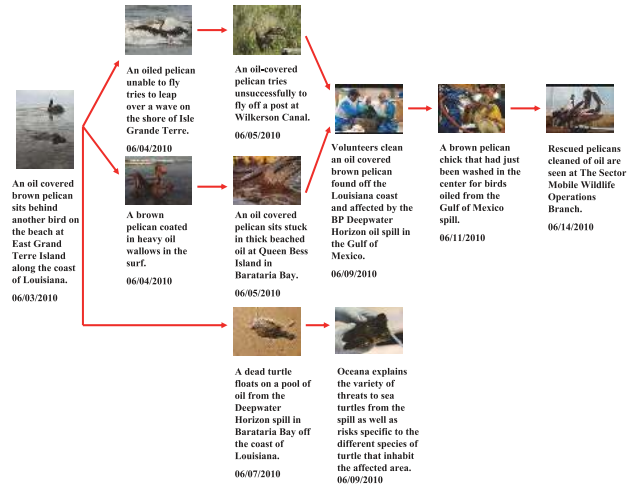 An oil covered
brown pelican
sits behind
another bird on
the beach at
East Grand
Terre Island
along the coast
of Louisiana.
06/03/2010
An oiled pelican
unable to fly
tries to leap
over a wave on
the shore of Isle
Grande Terre.
06/04/2010
An oil-covered
pelican tries
unsuccessfully to
fly off a post at
Wilkerson Canal.
06/05/2010
A brown
pelican coated
in heavy oil
wallows in the
surf.
06/04/2010
An oil covered
pelican sits stuck
in thick beached
oil at Queen Bess
Island in
Barataria Bay.
06/05/2010
Volunteers clean
an oil covered
brown pelican
found off the
Louisiana coast
and affected by the
BP Deepwater
Horizon oil spill in
the Gulf of
Mexico.
06/09/2010
A brown pelican
chick that had just
been washed in the
center for birds
oiled from the
Gulf of Mexico
spill.
06/11/2010
Rescued pelicans
cleaned of oil are
seen at The Sector
Mobile Wildlife
Operations
Branch.
06/14/2010
A dead turtle
floats on a pool of
oil from the
Deepwater
Horizon spill in
Barataria Bay off
the coast of
Louisiana.
06/07/2010
Oceana explains
the variety of
threats to sea
turtles from the
spill as well as
risks specific to the
different species of
turtle that inhabit
the affected area.
06/09/2010